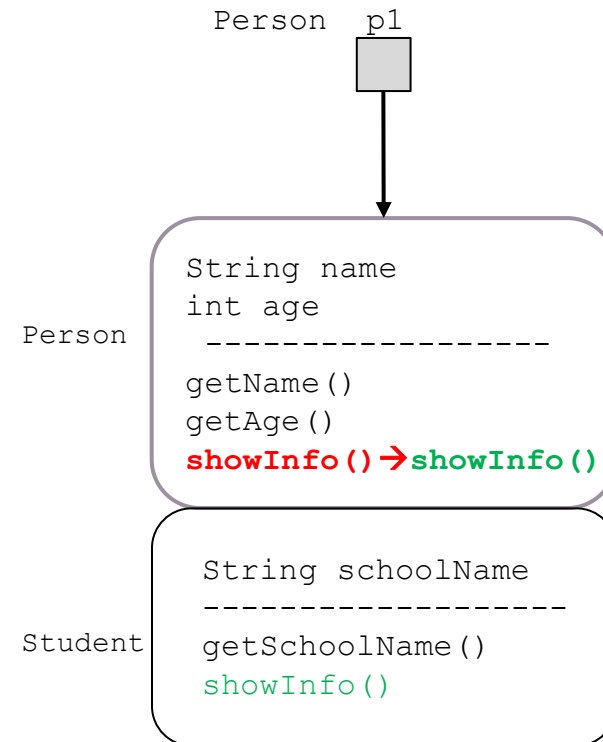 Person p1
String name
int age
Person
-------------------
getName()
getAge()
showInfo()→showInfo()
String schoolName
-------------------
Student
getSchoolName()
showInfo()